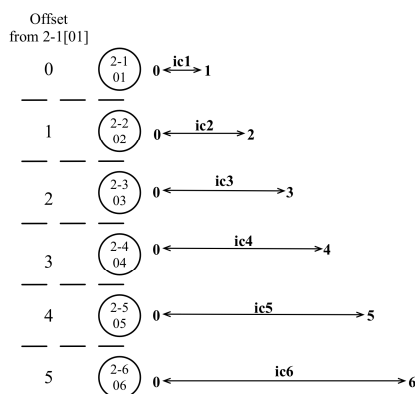 Offset
from 2-1[01]
0 2-1 0 ic1 1
01
1 2-2 0 ic2 2
02
2 2-3 0 ic3 3
03
3 2-4 0 ic4 4
04
4 2-5 0 ic5 5
05
5 2-6 0 ic6 6
06